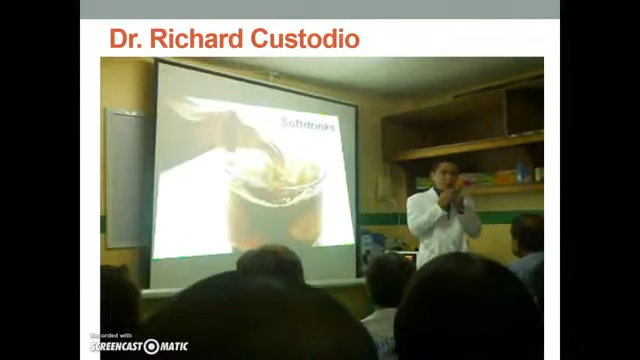 Dr. Richard Custodio
Softdrinks
Recorded with
SCREENCAST MATIC